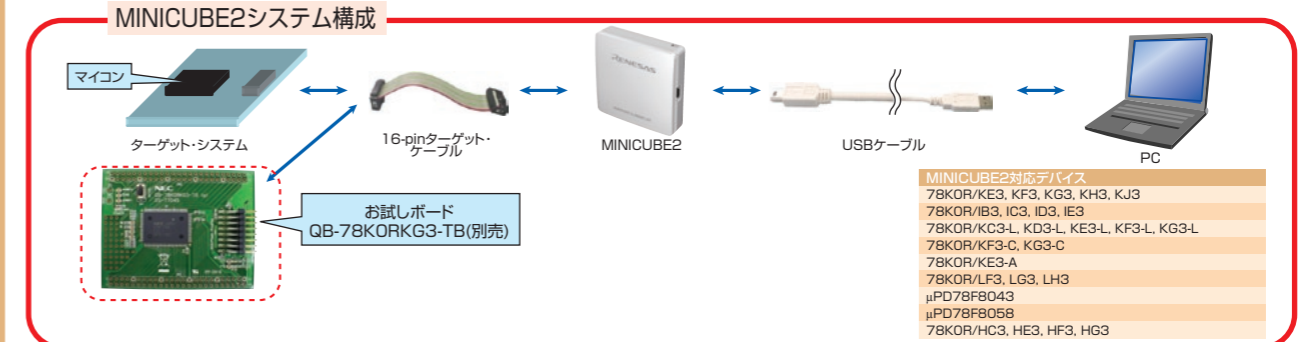 MINICUBE2システム構成
マイコン
ターゲット・システム
16-pinターゲット・
ケーブル
RENESAS
MINICUBE2
USBケーブル
PC
NEC
お試しボード
QB-78K0RKG3-TB(別売)
MINICUBE2対応デバイス
78K0R/KE3, KF3, KG3, KH3, KJ3
78K0R/IB3, IC3, ID3, IE3
78K0R/KC3-L, KD3-L, KE3-L, KF3-L, KG3-L
78K0R/KF3-C, KG3-C
78K0R/KE3-A
78K0R/LF3, LG3, LH3
μPD78F8043
μPD78F8058
78K0R/HC3, HE3, HF3, HG3